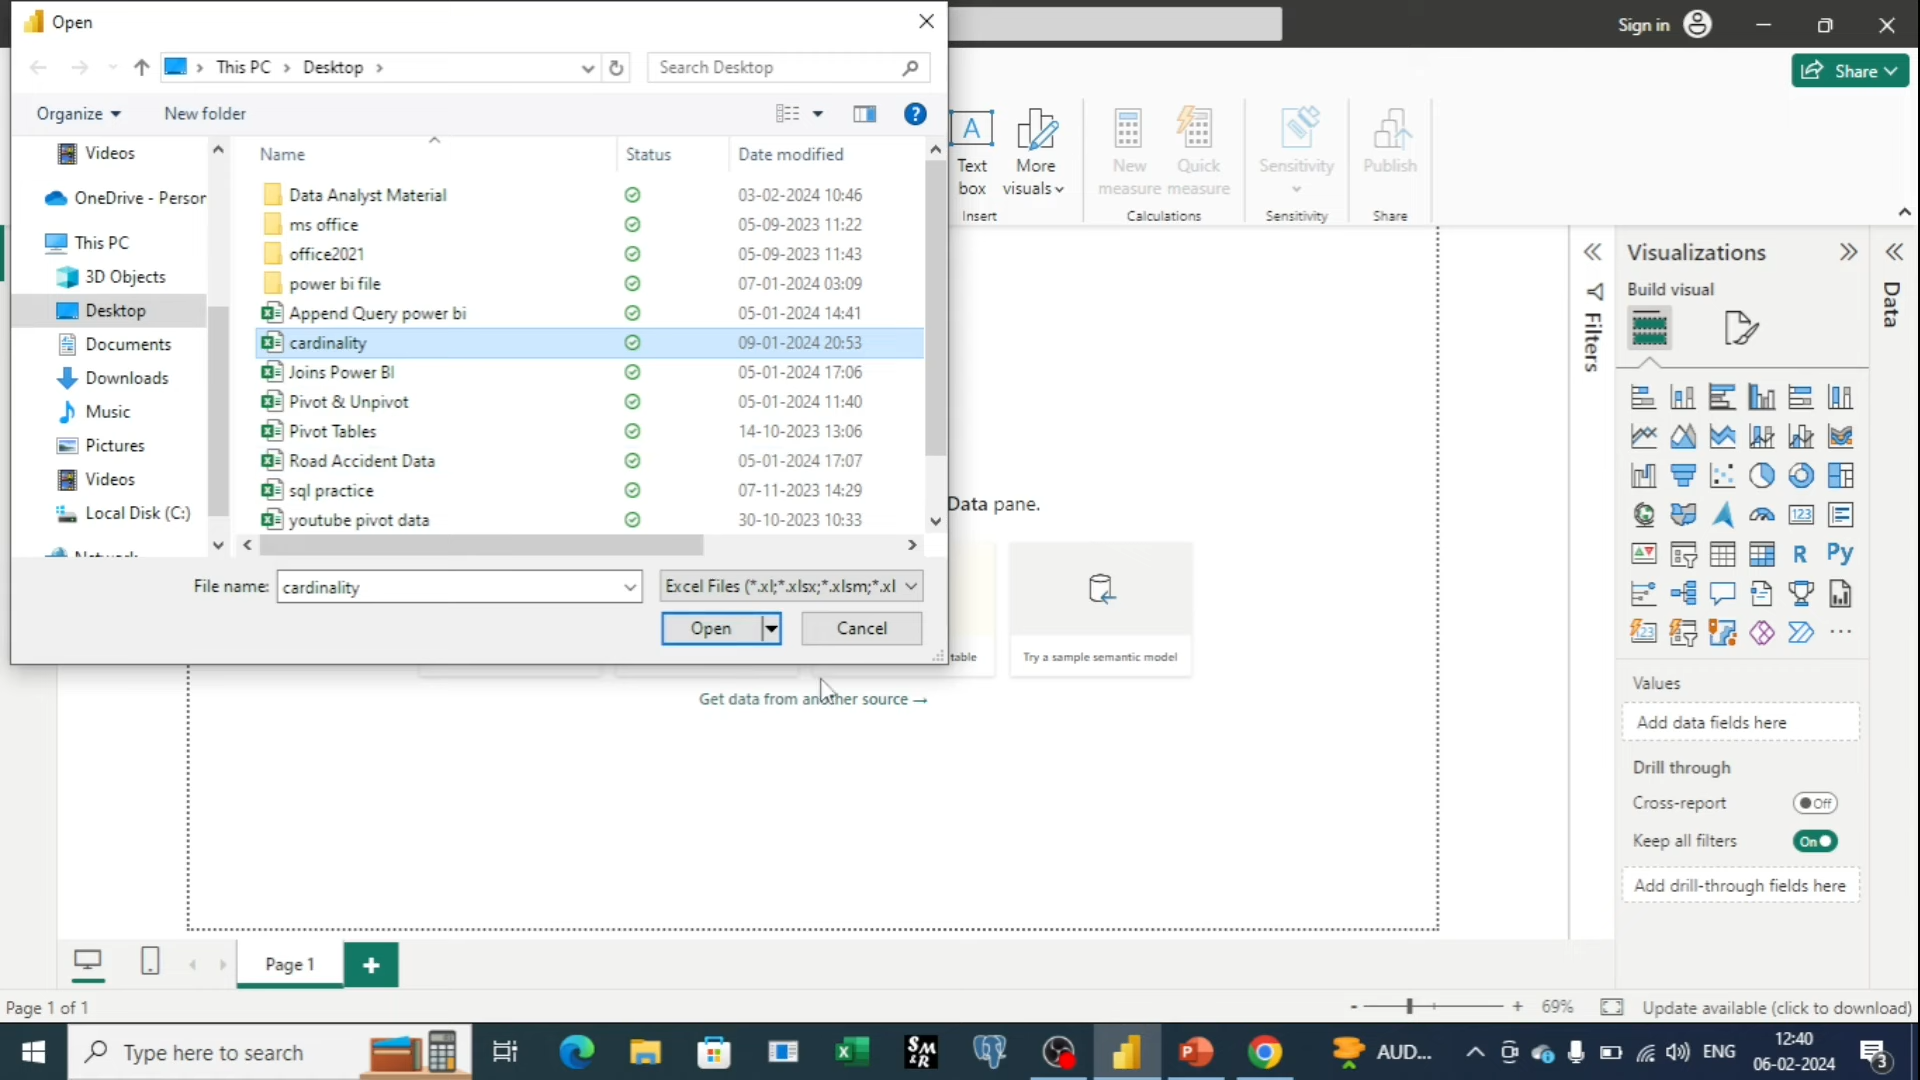 Open
Sign in
This PC
Desktop
Search Desktop
Share
Organize
New folder
Videos
OneDrive - Person
This PC
3D Objects
Desktop
Documents
Downloads
Music
Pictures
Videos
Local Disk (C:)
Name Status Date modified
Data Analyst Material 03-02-2024 10:46
ms office 05-09-2023 11:22
office2021 05-09-2023 11:43
power bi file 07-01-2024 03:09
Append Query power bi 05-01-2024 14:41
cardinality 09-01-2024 20:53
Joins Power BI 05-01-2024 17:06
Pivot & Unpivot 05-01-2024 11:40
Pivot Tables 14-10-2023 13:06
Road Accident Data 05-01-2024 17:07
sql practice 07-11-2023 14:29
youtube pivot data 30-10-2023 10:33
File name: cardinality
Excel Files (*.xl;*.xlsx;*.xlsm;*.xl
Open
Cancel
A
Text
box
More
visuals
Insert
New
measure
Quick
measure
Calculations
Sensitivity
Sensitivity
Publish
Share
Data pane.
table
Try a sample semantic model
Get data from another source →
Filters
Visualizations
Build visual
123
R
Py
123
Values
Add data fields here
Drill through
Cross-report
Off
Keep all filters
On
Add drill-through fields here
Data
Page 1
+
Page 1 of 1
- + 69%
Update available (click to download)
Type here to search
SM
R
P
AUD...
ENG
12:40
06-02-2024
3